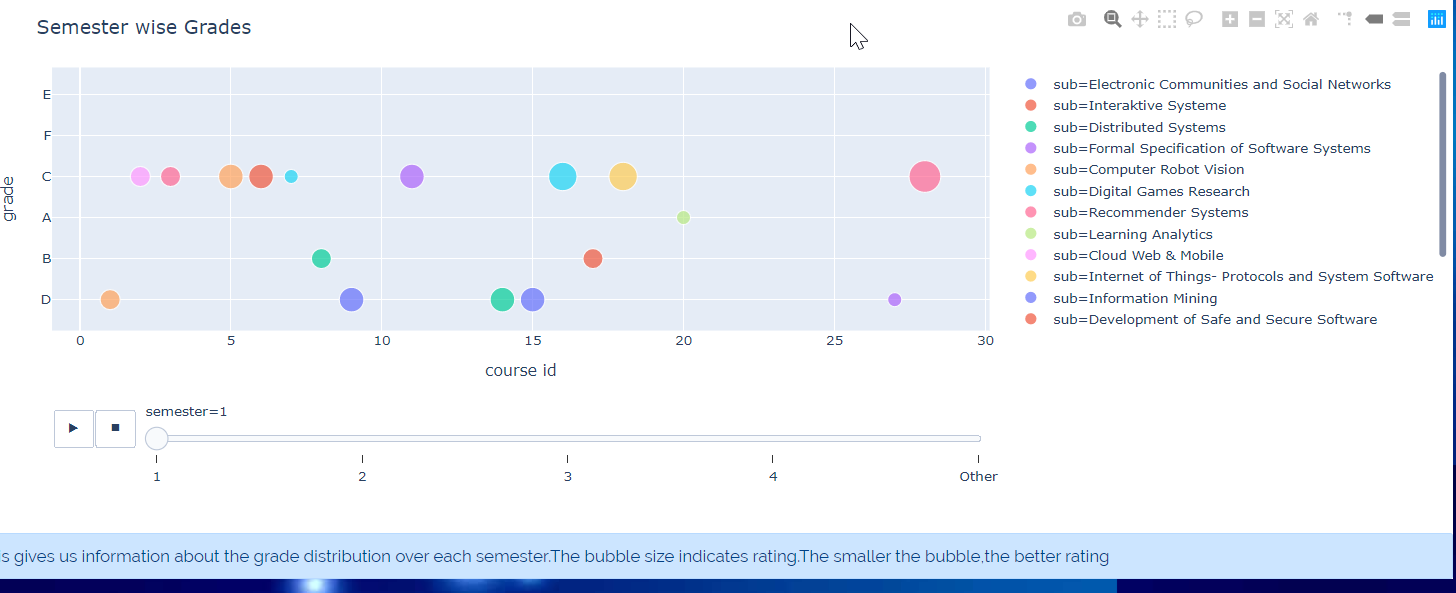 Semester wise Grades
E
F
C
A
B
D
grade
0 5 10 15 20 25 30
course id
sub=Electronic Communities and Social Networks
sub=Interaktive Systeme
sub=Distributed Systems
sub=Formal Specification of Software Systems
sub=Computer Robot Vision
sub=Digital Games Research
sub=Recommender Systems
sub=Learning Analytics
sub=Cloud Web & Mobile
sub=Internet of Things- Protocols and System Software
sub=Information Mining
sub=Development of Safe and Secure Software
semester=1
1 2 3 4 Other
s gives us information about the grade distribution over each semester.The bubble size indicates rating.The smaller the bubble,the better rating